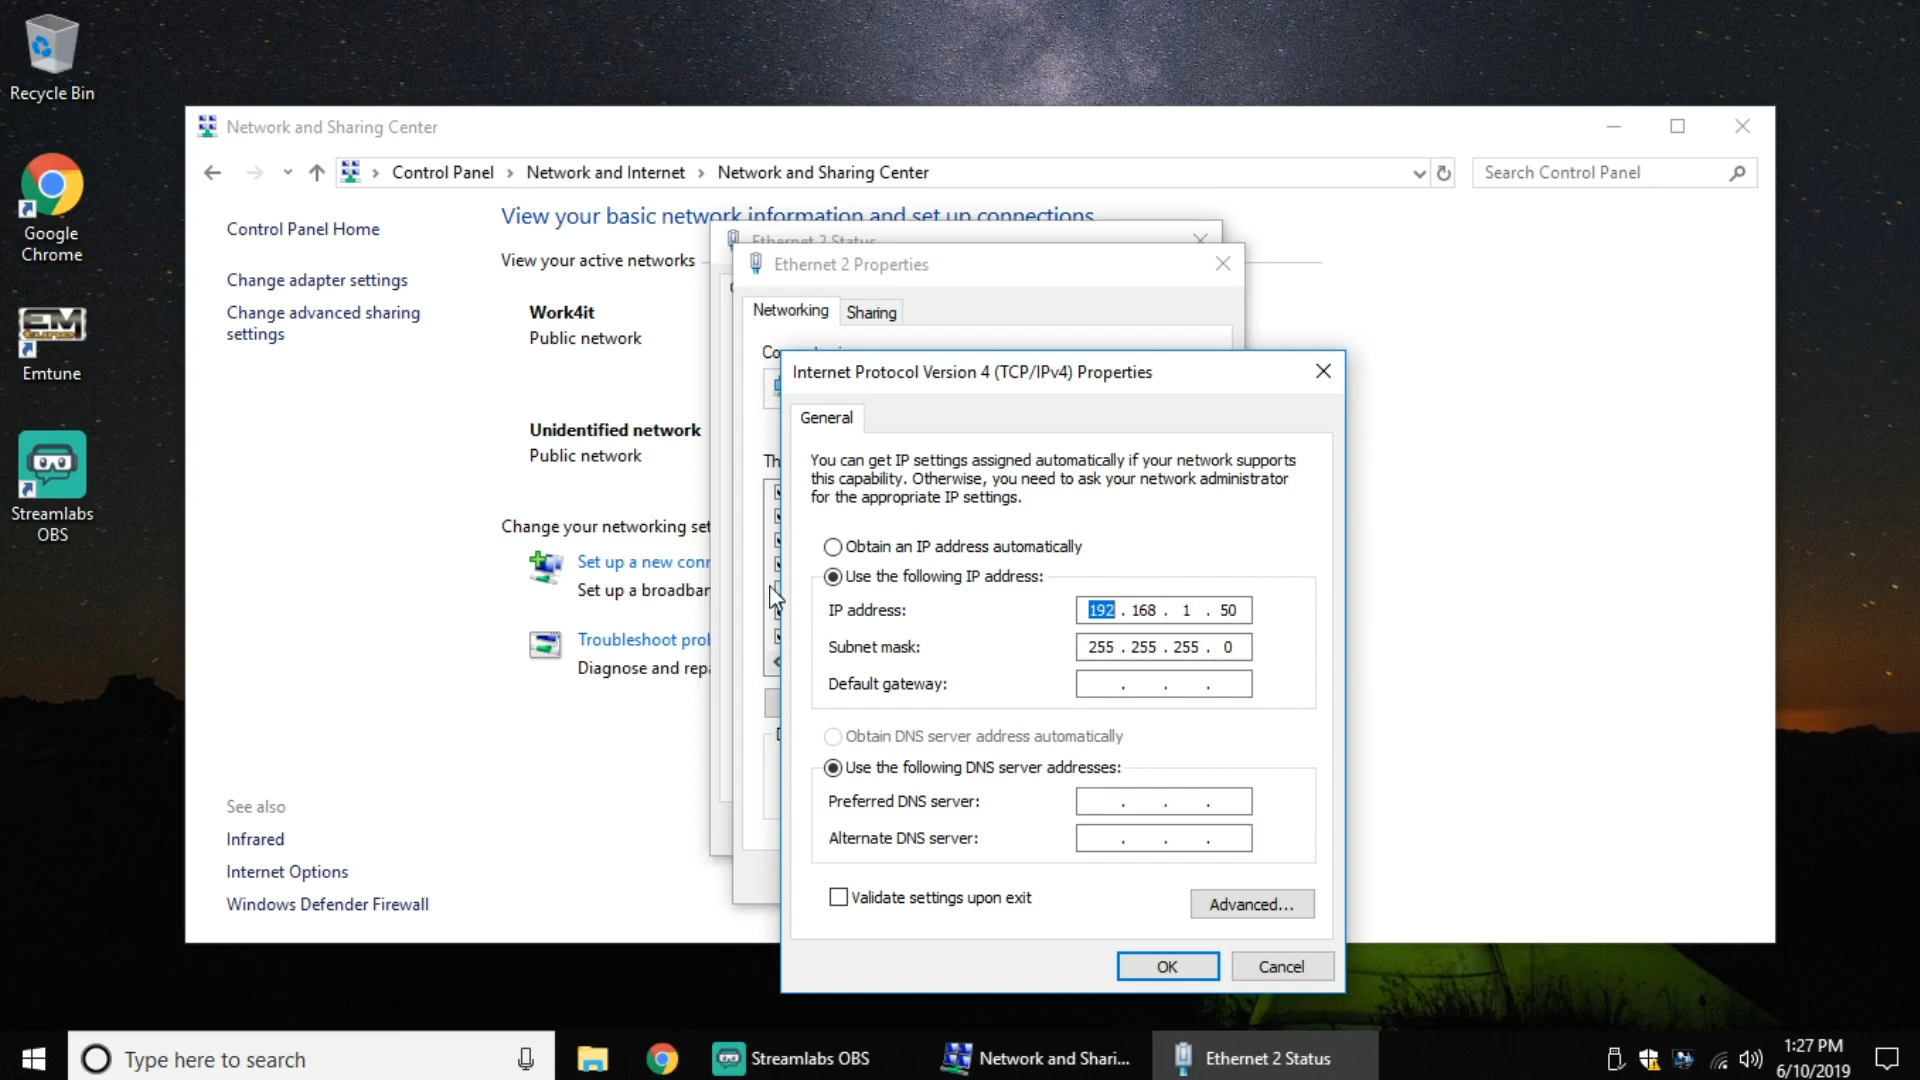 Recycle Bin
Google
Chrome
EM
Emtune
Streamlabs
OBS
Network and Sharing Center
Control Panel
Network and Internet
Network and Sharing Center
Search Control Panel
Control Panel Home
Change adapter settings
Change advanced sharing
settings
See also
Infrared
Internet Options
Windows Defender Firewall
View your basic network information and set up connections
View your active networks
Work4it
Public network
Unidentified network
Public network
Change your networking set
Set up a new conn
Set up a broadban
Troubleshoot prob
Diagnose and repa
Ethernet 2 Status
Ethernet 2 Properties
Networking
Sharing
Internet Protocol Version 4 (TCP/IPv4) Properties
General
You can get IP settings assigned automatically if your network supports
this capability. Otherwise, you need to ask your network administrator
for the appropriate IP settings.
Obtain an IP address automatically
Use the following IP address:
IP address: 192 . 168 . 1 . 50
Subnet mask: 255 . 255 . 255 . 0
Default gateway: . . .
Obtain DNS server address automatically
Use the following DNS server addresses:
Preferred DNS server: . . .
Alternate DNS server: . . .
Validate settings upon exit
Advanced...
OK
Cancel
Type here to search
Streamlabs OBS
Network and Shari...
Ethernet 2 Status
1:27 PM
6/10/2019